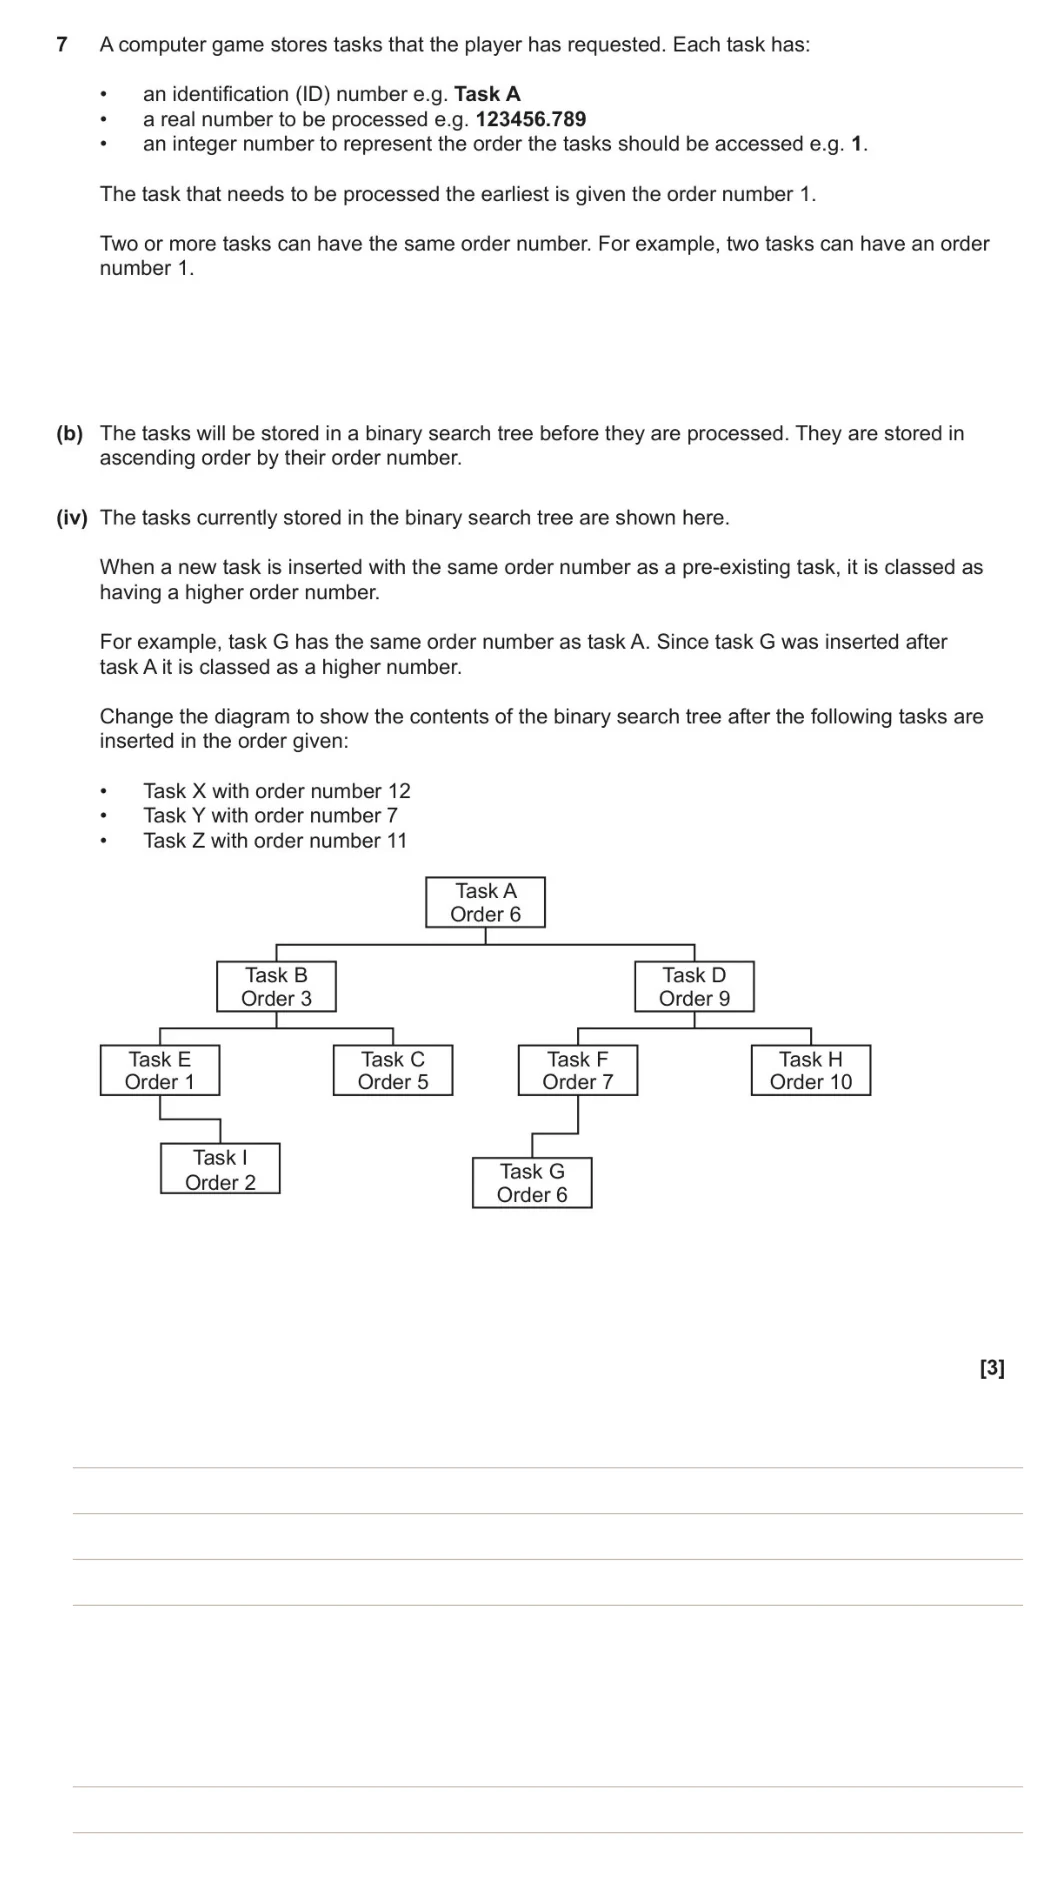 7 A computer game stores tasks that the player has requested. Each task has:
• an identification (ID) number e.g. Task A
• a real number to be processed e.g. 123456.789
• an integer number to represent the order the tasks should be accessed e.g. 1.
The task that needs to be processed the earliest is given the order number 1.
Two or more tasks can have the same order number. For example, two tasks can have an order
number 1.
(b) The tasks will be stored in a binary search tree before they are processed. They are stored in
ascending order by their order number.
(iv) The tasks currently stored in the binary search tree are shown here.
When a new task is inserted with the same order number as a pre-existing task, it is classed as
having a higher order number.
For example, task G has the same order number as task A. Since task G was inserted after
task A it is classed as a higher number.
Change the diagram to show the contents of the binary search tree after the following tasks are
inserted in the order given:
• Task X with order number 12
• Task Y with order number 7
• Task Z with order number 11
Task A
Order 6
Task B
Order 3
Task D
Order 9
Task E
Order 1
Task C
Order 5
Task F
Order 7
Task H
Order 10
Task I
Order 2
Task G
Order 6
[3]